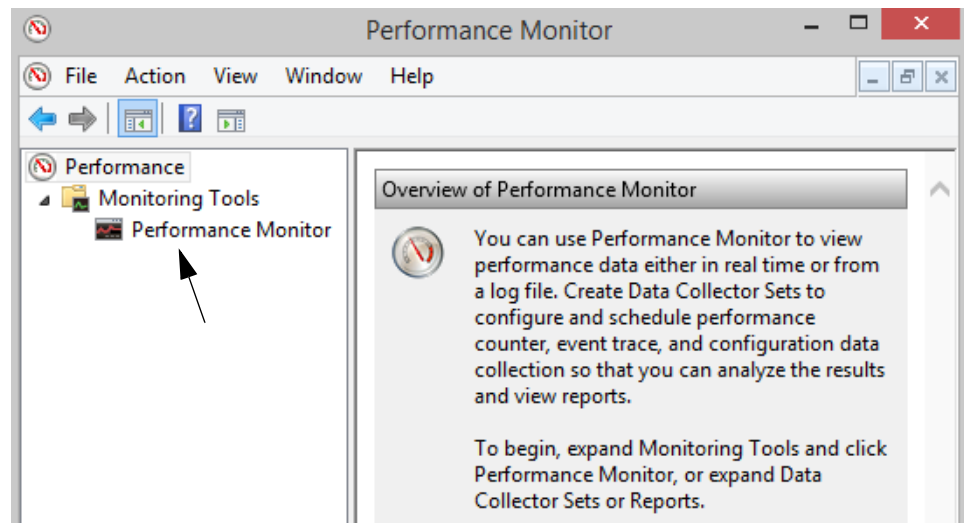 Performance Monitor
File Action View Window Help
Performance
Monitoring Tools
Performance Monitor
Overview of Performance Monitor
You can use Performance Monitor to view
performance data either in real time or from
a log file. Create Data Collector Sets to
configure and schedule performance
counter, event trace, and configuration data
collection so that you can analyze the results
and view reports.
To begin, expand Monitoring Tools and click
Performance Monitor, or expand Data
Collector Sets or Reports.